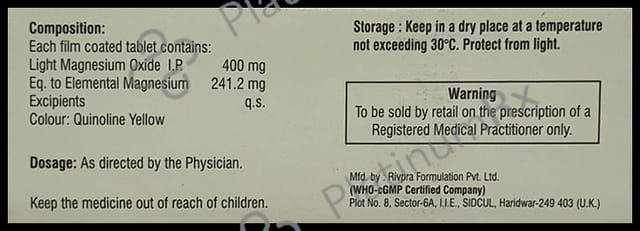 Composition:
Each film coated tablet contains:
Light Magnesium Oxide I.P. 400 mg
Eq. to Elemental Magnesium 241.2 mg
Excipients q.s.
Colour: Quinoline Yellow
Dosage: As directed by the Physician.
Keep the medicine out of reach of children.
Storage : Keep in a dry place at a temperature
not exceeding 30°C. Protect from light.
Warning
To be sold by retail on the prescription of a
Registered Medical Practitioner only.
Mfd. by : Rivpra Formulation Pvt. Ltd.
(WHO-cGMP Certified Company)
Plot No. 8, Sector-6A, I.I.E., SIDCUL, Haridwar-249 403 (U.K.)
PlatinumRx